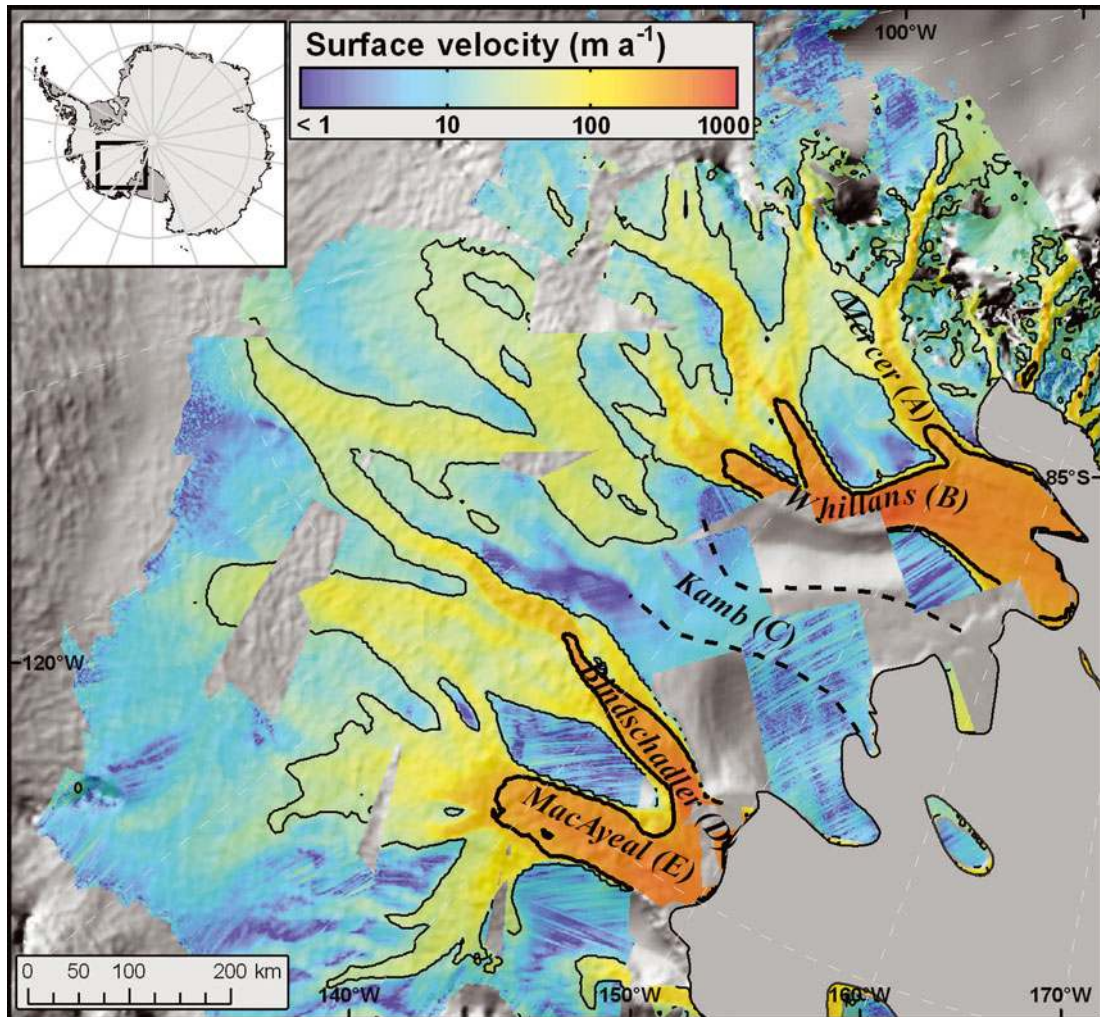 Surface velocity (m a⁻¹)
< 1 10 100 1000
100°W
Mercer (A)
85°S
Whillans (B)
Kamb (C)
120°W
Bindschadler (D)
MacAyeal (E)
0 50 100 200 km
140°W
150°W
160°W
170°W